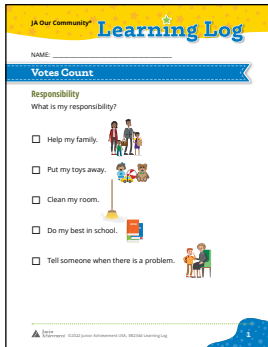 JA Our Community®
Learning Log
NAME:
Votes Count
Responsibility
What is my responsibility?
Help my family.
Put my toys away.
Clean my room.
Do my best in school.
Tell someone when there is a problem.
Junior Achievement ©2022 Junior Achievement USA,
1